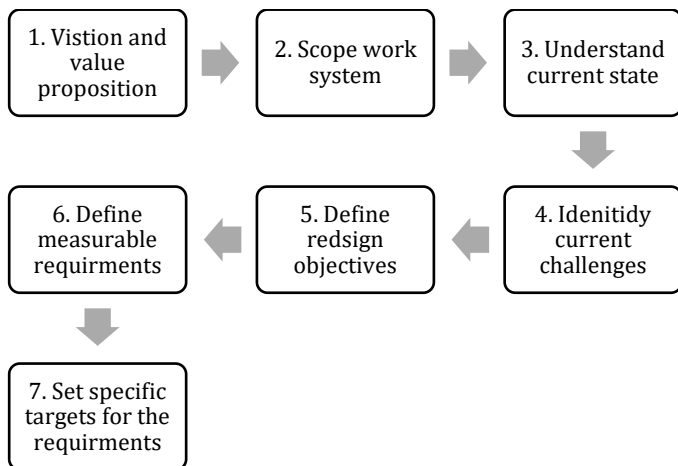 1. Vistion and
value
proposition
2. Scope work
system
3. Understand
current state
4. Idenitidy
current
challenges
5. Define
redsign
objectives
6. Define
measurable
requirments
7. Set specific
targets for the
requirments